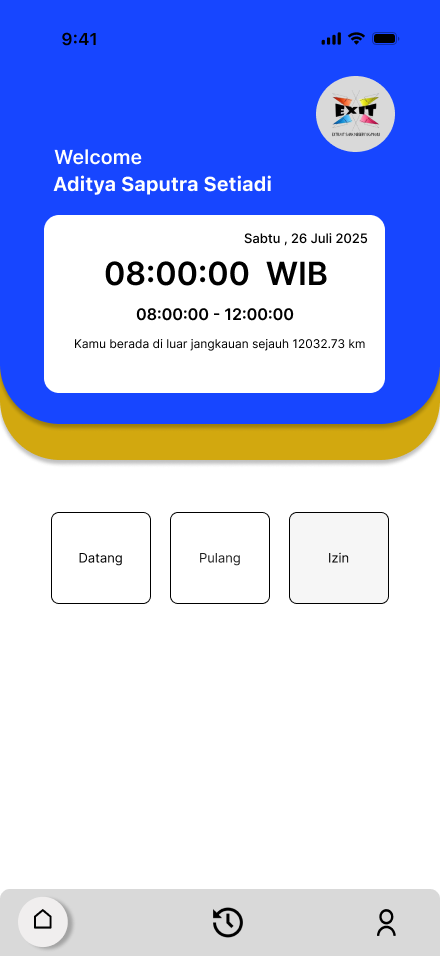 9:41
EXIT
Welcome
Aditya Saputra Setiadi
Sabtu , 26 Juli 2025
08:00:00 WIB
08:00:00 - 12:00:00
Kamu berada di luar jangkauan sejauh 12032.73 km
Datang
Pulang
Izin